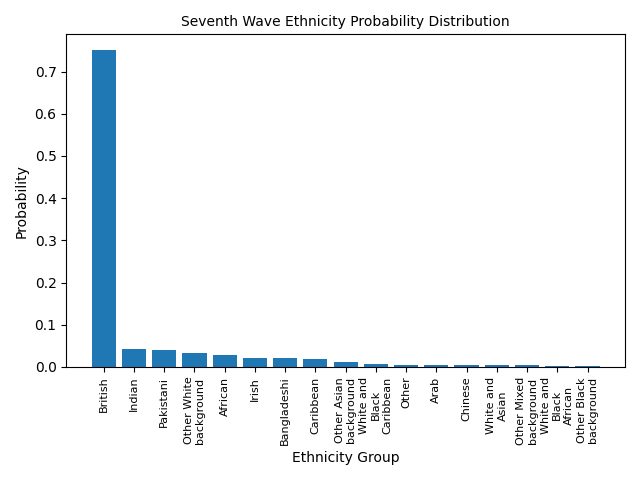 Seventh Wave Ethnicity Probability Distribution
Probability
0.7
0.6
0.5
0.4
0.3
0.2
0.1
0.0
British
Indian
Pakistani
Other White
background
African
Irish
Bangladeshi
Caribbean
Other Asian
background
White and
Black
Caribbean
Other
Arab
Chinese
White and
Asian
Other Mixed
background
White and
Black
African
Other Black
background
Ethnicity Group